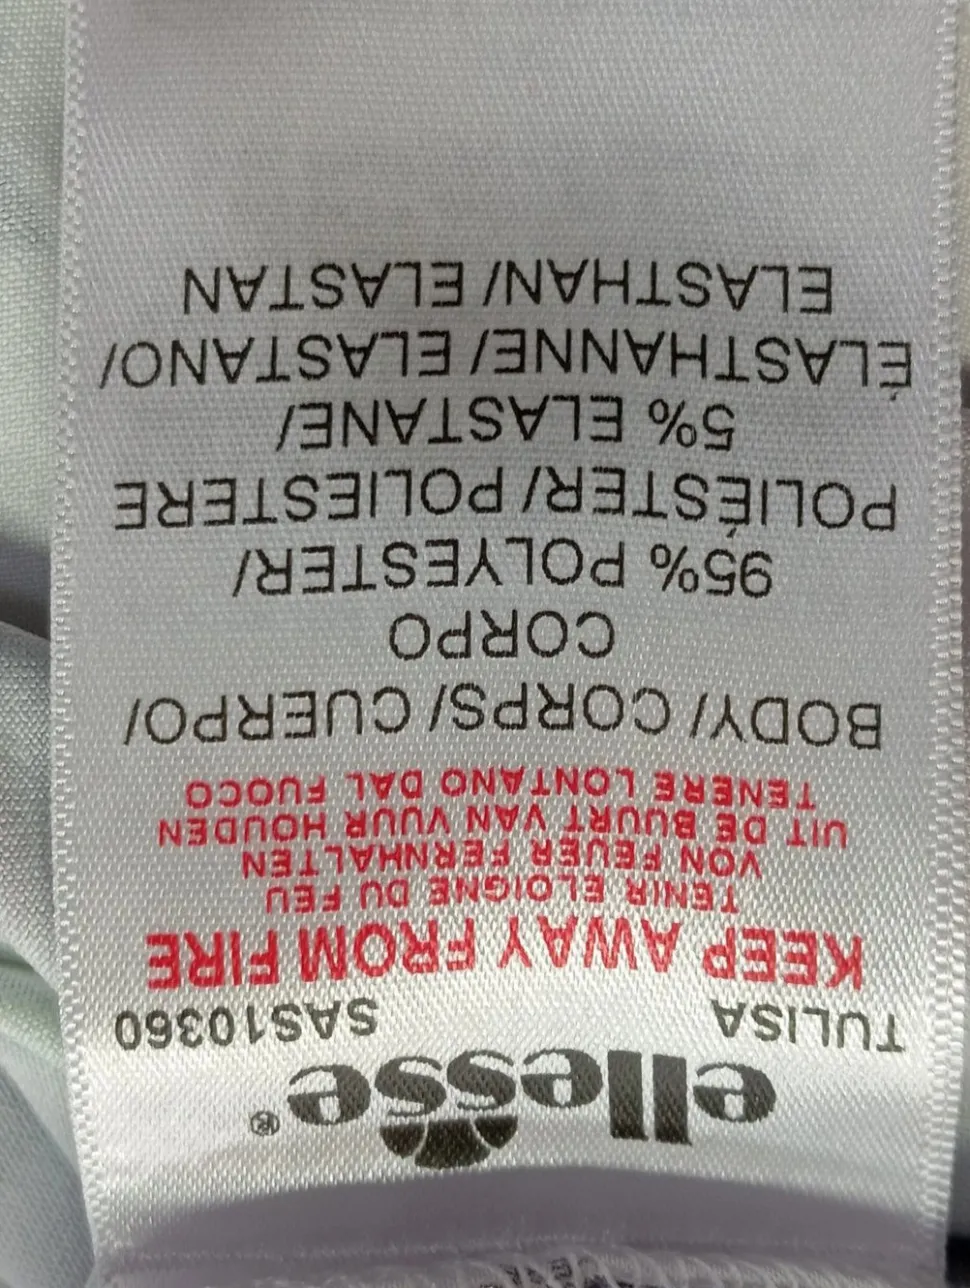 ellesse®
TULISA SAS10360
KEEP AWAY FROM FIRE
TENIR ELOIGNE DU FEU
VON FEUER FERNHALTEN
UIT DE BUURT VAN VUUR HOUDEN
TENERE LONTANO DAL FUOCO
BODY/ CORPS/ CUERPO/
CORPO
95% POLYESTER/
POLIÉSTER/ POLIESTERE
5% ELASTANE/
ÉLASTHANNE/ ELASTANO/
ELASTHAN/ ELASTAN